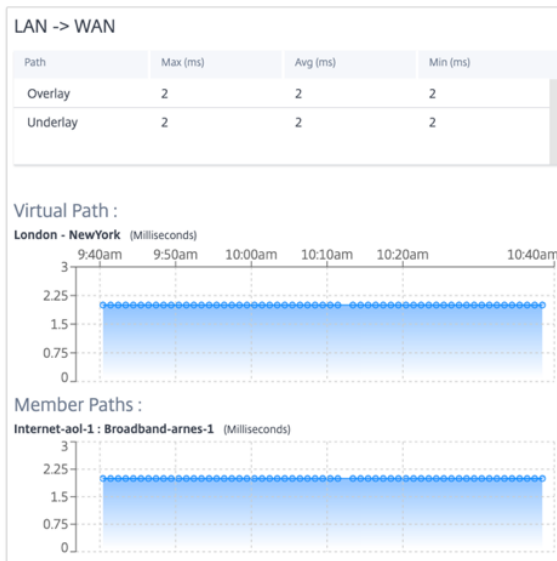 LAN -> WAN
Path Max (ms) Avg (ms) Min (ms)
Overlay 2 2 2
Underlay 2 2 2
Virtual Path :
London - NewYork (Milliseconds)
9:40am 9:50am 10:00am 10:10am 10:20am 10:40am
3
2.25
1.5
0.75
0
Member Paths :
Internet-aol-1 : Broadband-arnes-1 (Milliseconds)
3
2.25
1.5
0.75
0